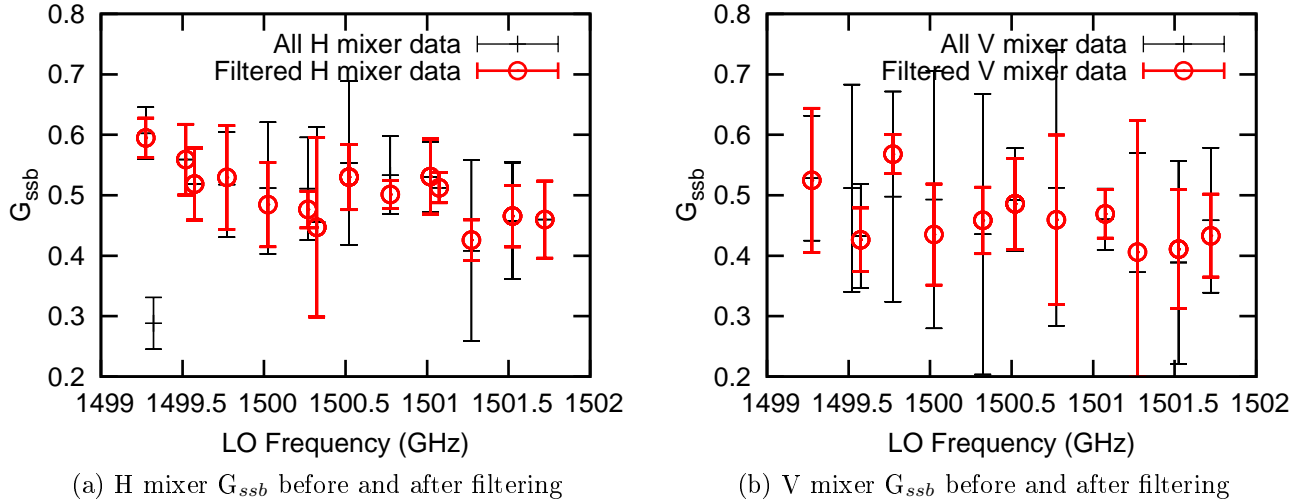 0.8
0.7
0.6
0.5
0.4
0.3
0.2
G_ssb
All H mixer data
Filtered H mixer data
1499 1499.5 1500 1500.5 1501 1501.5 1502
LO Frequency (GHz)
(a) H mixer G_ssb before and after filtering
0.8
0.7
0.6
0.5
0.4
0.3
0.2
G_ssb
All V mixer data
Filtered V mixer data
1499 1499.5 1500 1500.5 1501 1501.5 1502
LO Frequency (GHz)
(b) V mixer G_ssb before and after filtering